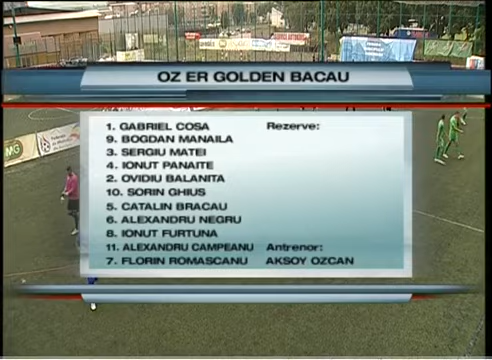 OZ ER GOLDEN BACAU
1. GABRIEL COSA Rezerve:
9. BOGDAN MANAILA
3. SERGIU MATEI
4. IONUT PANAITE
2. OVIDIU BALANITA
10. SORIN GHIUS
5. CATALIN BRACAU
6. ALEXANDRU NEGRU
8. IONUT FURTUNA
11. ALEXANDRU CAMPEANU Antrenor:
7. FLORIN ROMASCANU AKSOY OZCAN